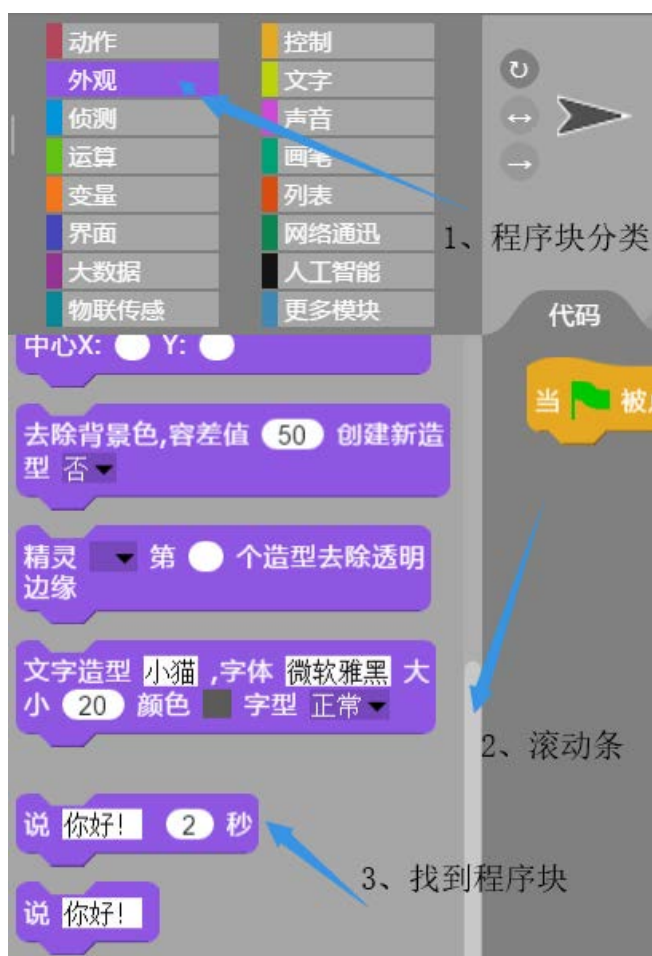 动作 控制
外观 文字
侦测 声音
运算 画笔
变量 列表
界面 网络通迅
大数据 人工智能
物联传感 更多模块
1、程序块分类
代码
中心X: Y:
当 被
去除背景色,容差值 50 创建新造
型 否
精灵 第 个造型去除透明
边缘
文字造型 小猫 ,字体 微软雅黑 大
小 20 颜色 字型 正常
2、滚动条
说 你好! 2 秒
3、找到程序块
说 你好!